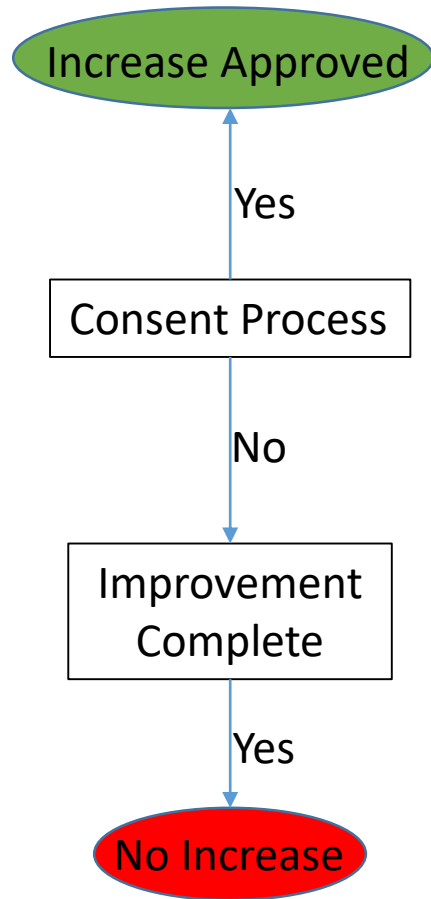 Increase Approved
Yes
Consent Process
No
Improvement
Complete
Yes
No Increase